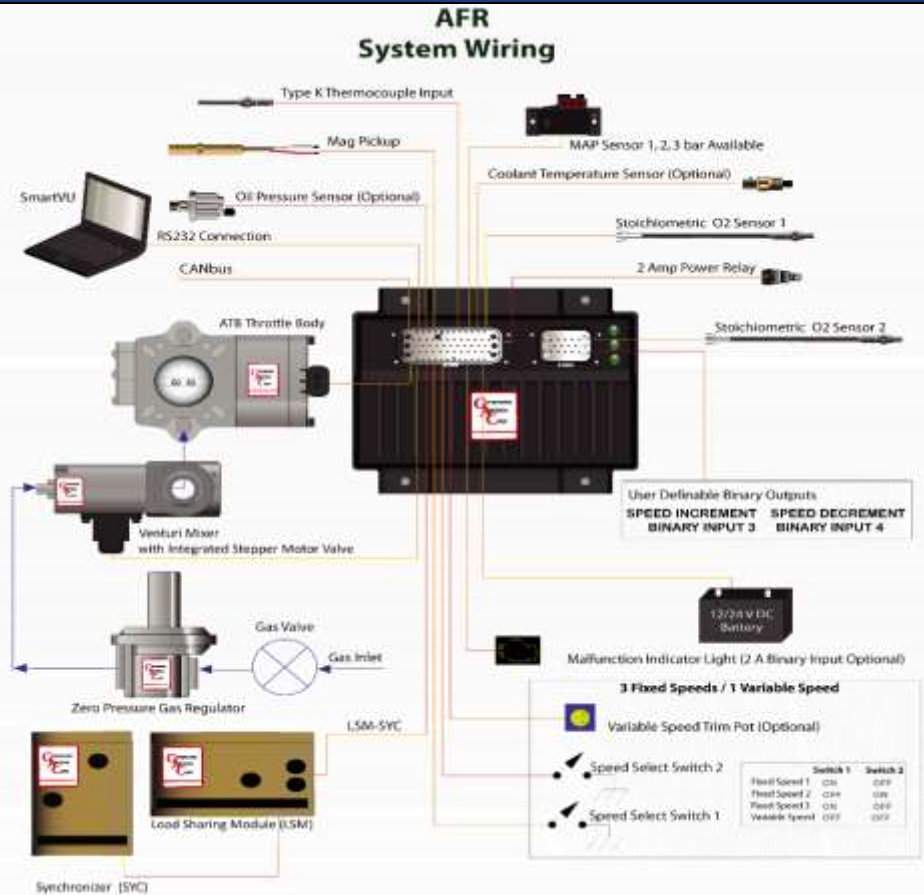 AFR
System Wiring
Type K Thermocouple Input
Mag Pickup
MAP Sensor 1, 2, 3 bar Available
Coolant Temperature Sensor (Optional)
SmartVU
Oil Pressure Sensor (Optional)
Stoichiometric O2 Sensor 1
RS232 Connection
2 Amp Power Relay
CANbus
ATB Throttle Body
Stoichiometric O2 Sensor 2
User Definable Binary Outputs
SPEED INCREMENT SPEED DECREMENT
BINARY INPUT 3 BINARY INPUT 4
Venturi Mixer
with Integrated Stepper Motor Valve
12/24 V DC
Battery
Gas Valve
Gas Inlet
Malfunction Indicator Light (2 A Binary Input Optional)
Zero Pressure Gas Regulator
3 Fixed Speeds / 1 Variable Speed
LSM-SYC
Variable Speed Trim Pot (Optional)
Speed Select Switch 2
Switch 1 Switch 2
Fixed Speed 1 ON OFF
Fixed Speed 2 OFF ON
Fixed Speed 3 ON OFF
Variable Speed OFF OFF
Speed Select Switch 1
Load Sharing Module (LSM)
Synchronizer (SYC)